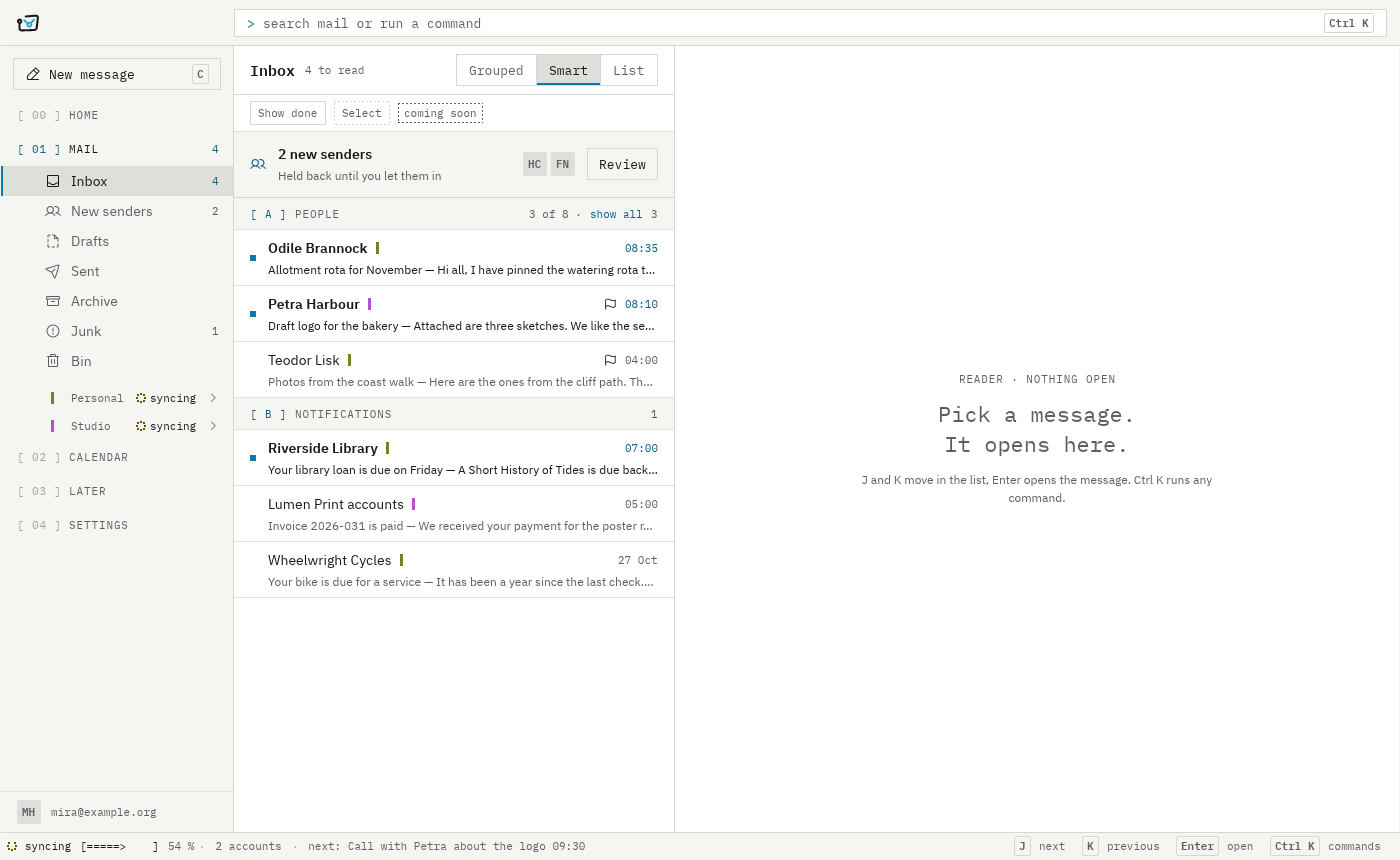 > search mail or run a command Ctrl K
New message C
[ 00 ] HOME
[ 01 ] MAIL 4
Inbox 4
New senders 2
Drafts
Sent
Archive
Junk 1
Bin
Personal syncing
Studio syncing
[ 02 ] CALENDAR
[ 03 ] LATER
[ 04 ] SETTINGS
MH mira@example.org
Inbox 4 to read Grouped Smart List
Show done Select coming soon
2 new senders
Held back until you let them in
HC FN Review
[ A ] PEOPLE 3 of 8 · show all 3
Odile Brannock 08:35
Allotment rota for November — Hi all, I have pinned the watering rota t...
Petra Harbour 08:10
Draft logo for the bakery — Attached are three sketches. We like the se...
Teodor Lisk 04:00
Photos from the coast walk — Here are the ones from the cliff path. Th...
[ B ] NOTIFICATIONS 1
Riverside Library 07:00
Your library loan is due on Friday — A Short History of Tides is due back...
Lumen Print accounts 05:00
Invoice 2026-031 is paid — We received your payment for the poster r...
Wheelwright Cycles 27 Oct
Your bike is due for a service — It has been a year since the last check....
READER · NOTHING OPEN
Pick a message.
It opens here.
J and K move in the list, Enter opens the message. Ctrl K runs any
command.
syncing [=====> ] 54 % · 2 accounts · next: Call with Petra about the logo 09:30
J next K previous Enter open Ctrl K commands